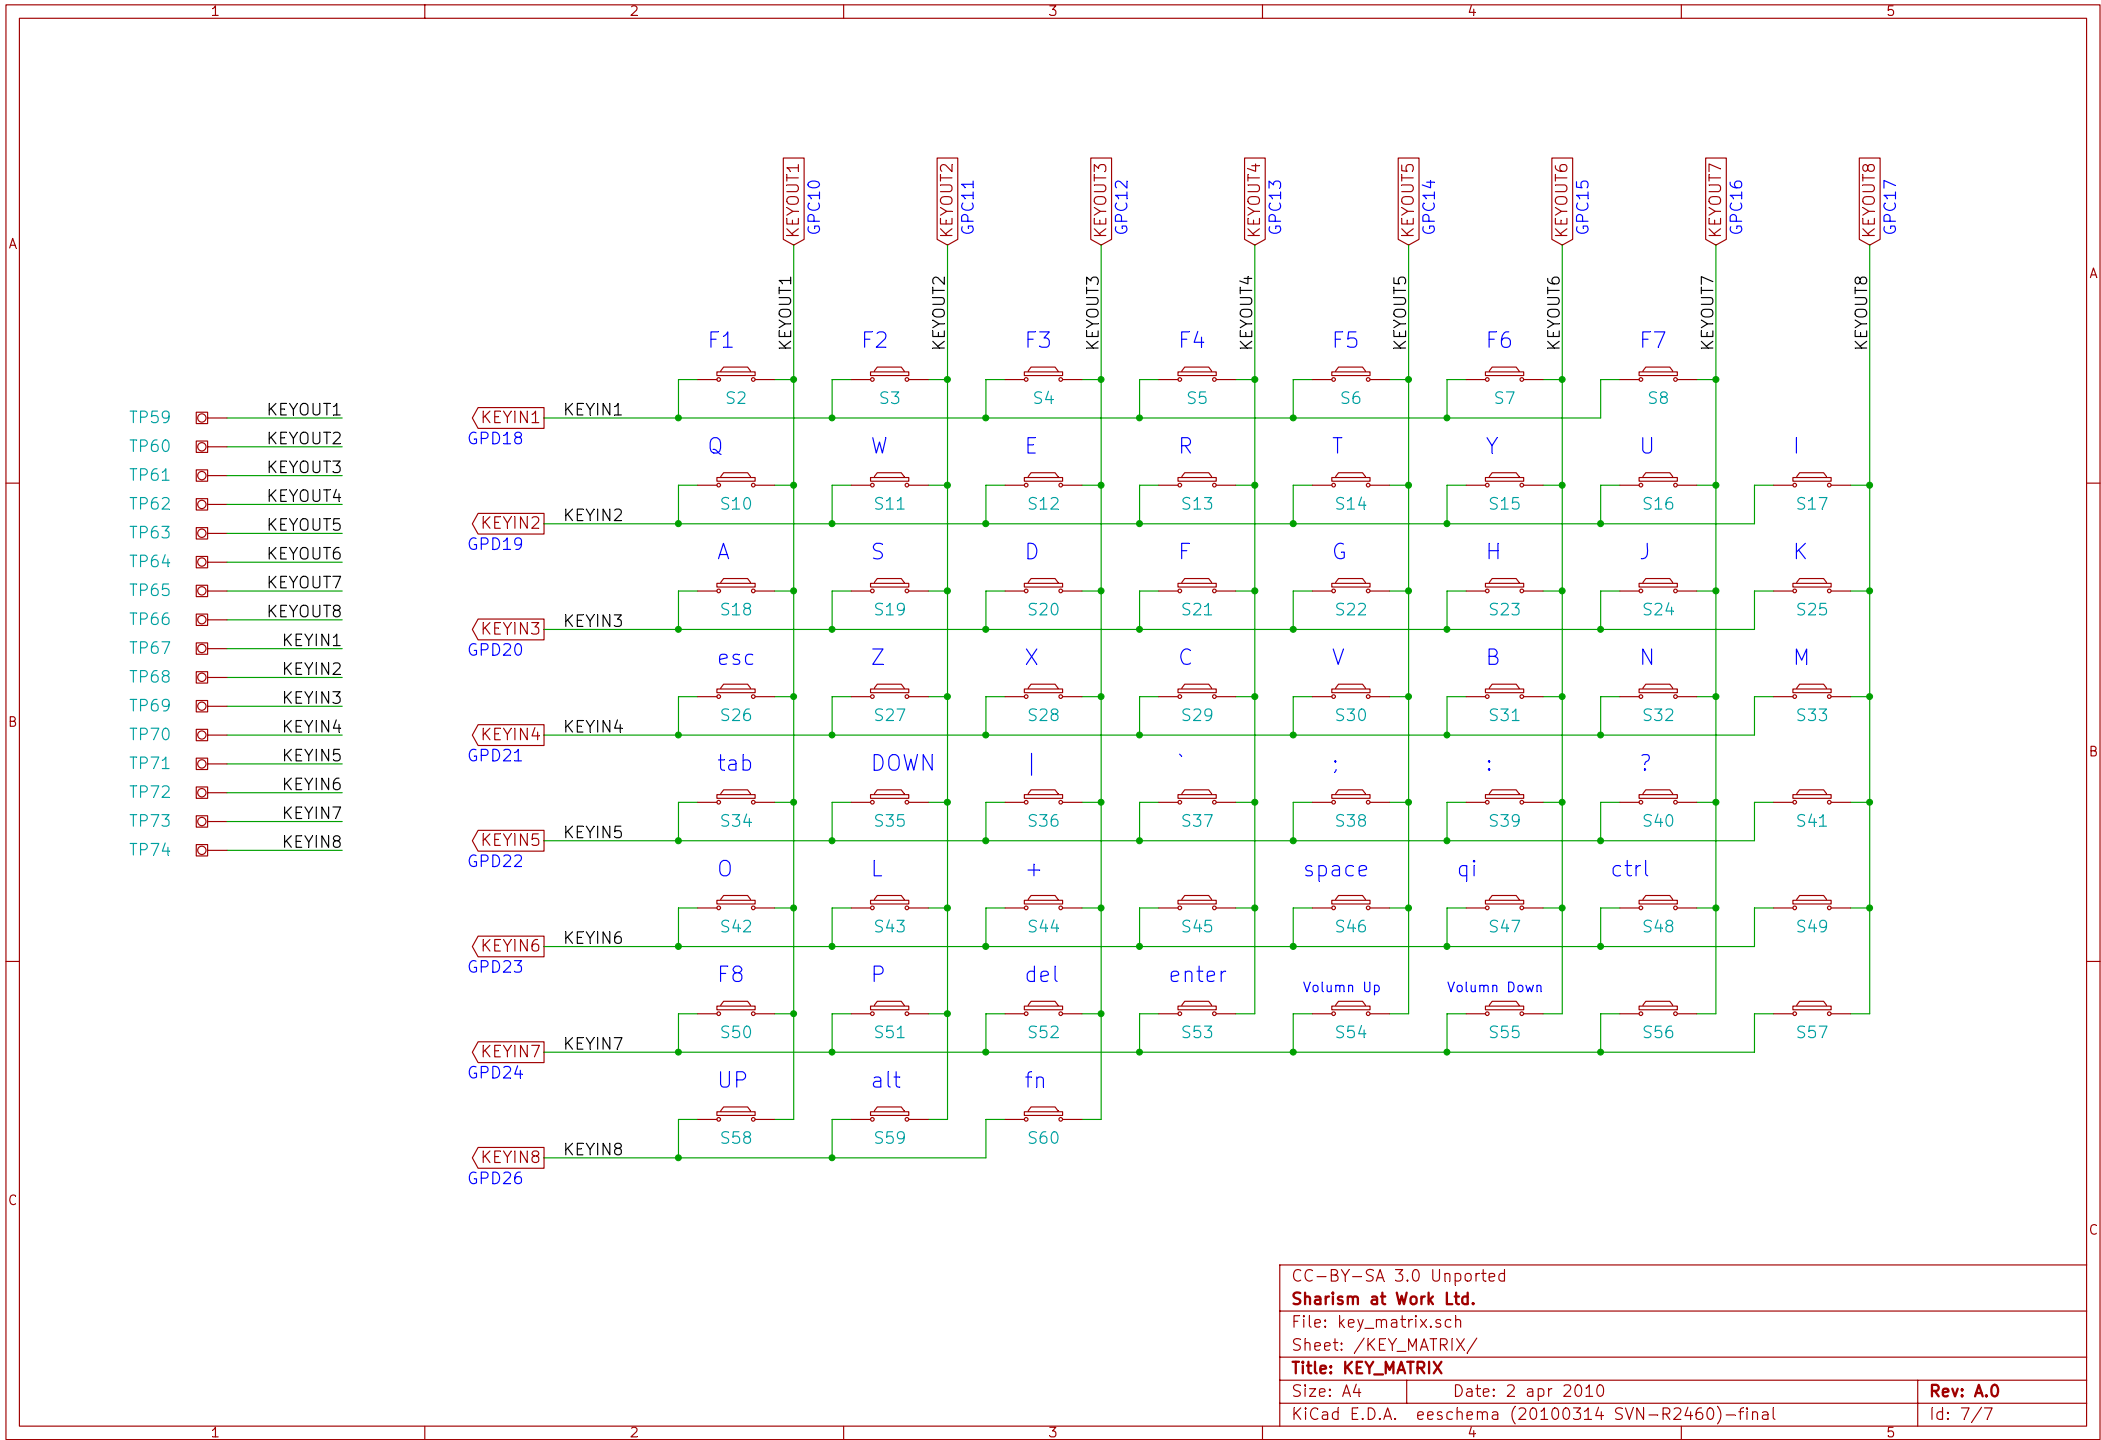 1 2 3 4 5
KEYOUT1 KEYOUT2 KEYOUT3 KEYOUT4 KEYOUT5 KEYOUT6 KEYOUT7 KEYOUT8
GPC10 GPC11 GPC12 GPC13 GPC14 GPC15 GPC16 GPC17
A A
KEYOUT1 KEYOUT2 KEYOUT3 KEYOUT4 KEYOUT5 KEYOUT6 KEYOUT7 KEYOUT8
F1 F2 F3 F4 F5 F6 F7
S2 S3 S4 S5 S6 S7 S8
KEYIN1 KEYIN1
GPD18
Q W E R T Y U I
S10 S11 S12 S13 S14 S15 S16 S17
KEYIN2 KEYIN2
GPD19
A S D F G H J K
S18 S19 S20 S21 S22 S23 S24 S25
KEYIN3 KEYIN3
GPD20
esc Z X C V B N M
S26 S27 S28 S29 S30 S31 S32 S33
KEYIN4 KEYIN4
GPD21
tab DOWN | ` ; : ?
S34 S35 S36 S37 S38 S39 S40 S41
KEYIN5 KEYIN5
GPD22
O L + space qi ctrl
S42 S43 S44 S45 S46 S47 S48 S49
KEYIN6 KEYIN6
GPD23
F8 P del enter Volumn Up Volumn Down
S50 S51 S52 S53 S54 S55 S56 S57
KEYIN7 KEYIN7
GPD24
UP alt fn
S58 S59 S60
KEYIN8 KEYIN8
GPD26
TP59 KEYOUT1
TP60 KEYOUT2
TP61 KEYOUT3
TP62 KEYOUT4
TP63 KEYOUT5
TP64 KEYOUT6
TP65 KEYOUT7
TP66 KEYOUT8
TP67 KEYIN1
TP68 KEYIN2
TP69 KEYIN3
TP70 KEYIN4
TP71 KEYIN5
TP72 KEYIN6
TP73 KEYIN7
TP74 KEYIN8
B B
C C
CC-BY-SA 3.0 Unported
Sharism at Work Ltd.
File: key_matrix.sch
Sheet: /KEY_MATRIX/
Title: KEY_MATRIX
Size: A4 Date: 2 apr 2010 Rev: A.0
KiCad E.D.A. eeschema (20100314 SVN-R2460)-final Id: 7/7
1 2 3 4 5